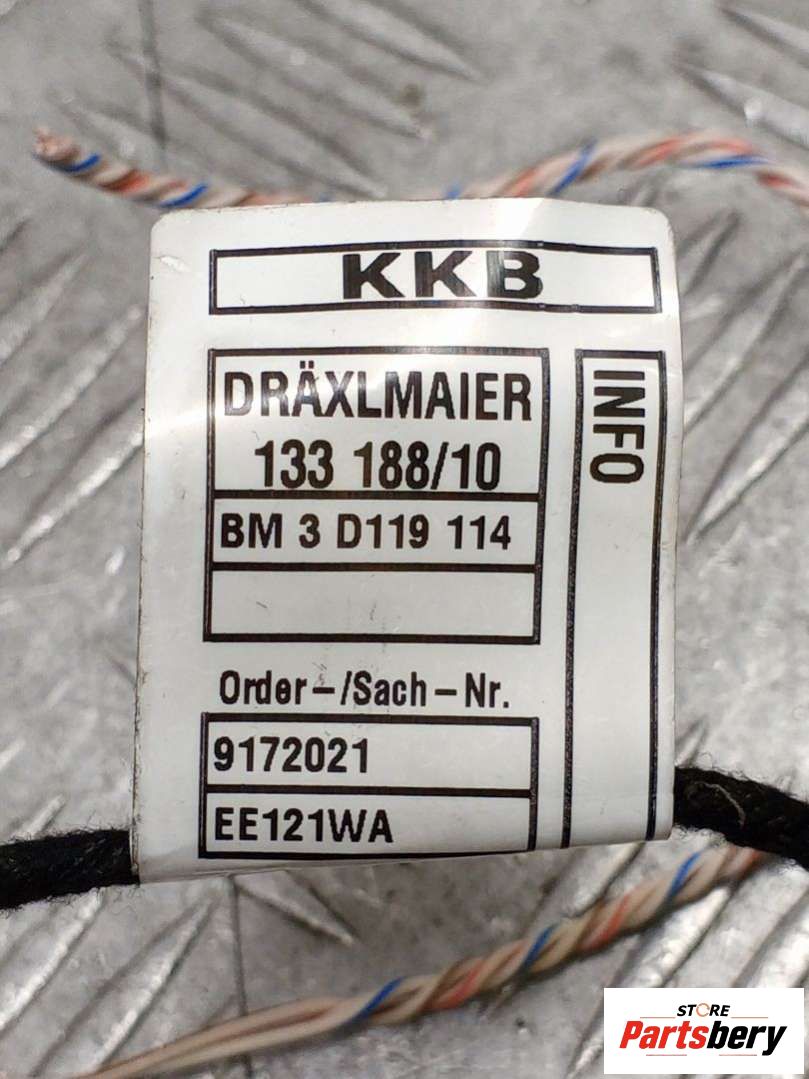 KKB
DRÄXLMAIER
133 188/10
BM 3 D119 114
INFO
Order-/Sach-Nr.
9172021
EE121WA
STORE
Partsbery